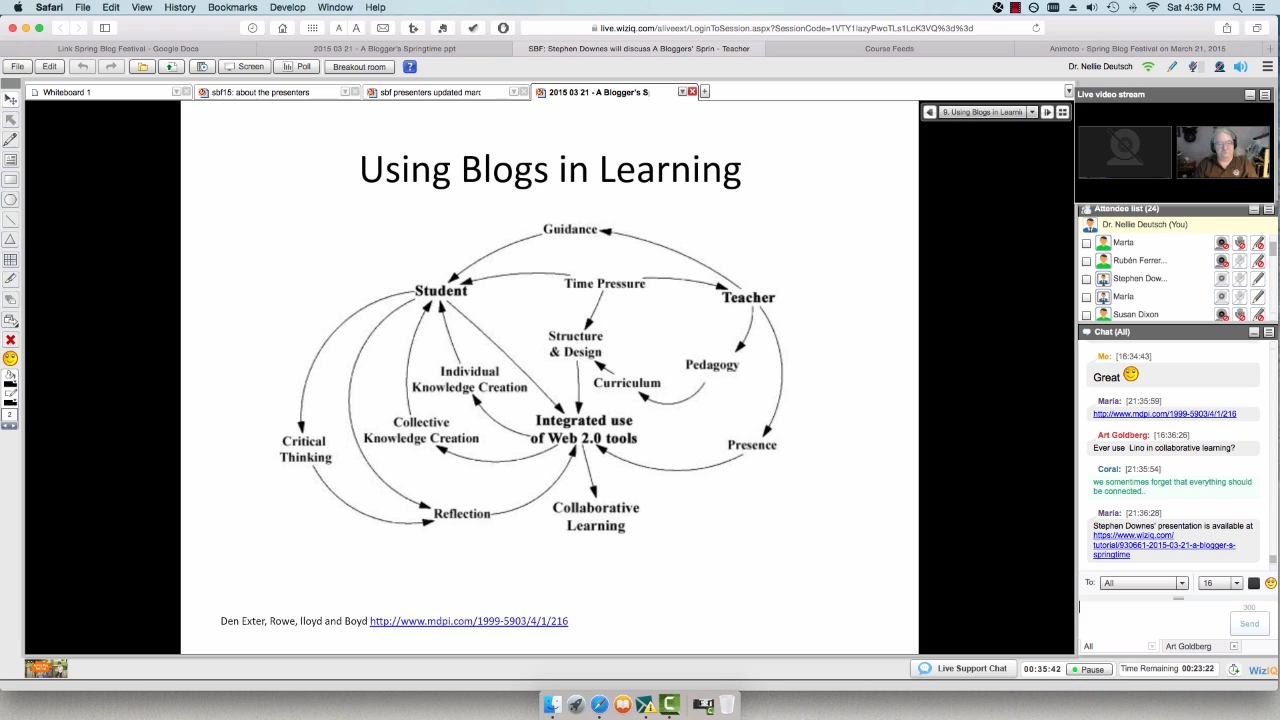 Safari File Edit View History Bookmarks Develop Window Help
Sat 4:36 PM
live.wiziq.com/aliveext/LoginToSession.aspx?SessionCode=1VTY1lazyPwoTLs1LcK3VQ%3d%3d
Link Spring Blog Festival - Google Docs
2015 03 21 - A Blogger's Springtime ppt
SBF: Stephen Downes will discuss A Bloggers' Sprin - Teacher
Course Feeds
Animoto - Spring Blog Festival on March 21, 2015
File Edit Screen Poll Breakout room ?
Dr. Nellie Deutsch
Whiteboard 1
sbf15: about the presenters
sbf presenters updated marc
2015 03 21 - A Blogger's S
Live video stream
9. Using Blogs in Learni
Using Blogs in Learning
Guidance
Student
Time Pressure
Teacher
Structure
& Design
Pedagogy
Individual
Knowledge Creation
Curriculum
Collective
Knowledge Creation
Integrated use
of Web 2.0 tools
Critical
Thinking
Presence
Reflection
Collaborative
Learning
Den Exter, Rowe, lloyd and Boyd http://www.mdpi.com/1999-5903/4/1/216
Attendee list (24)
Dr. Nellie Deutsch (You)
Marta
Rubén Ferrer...
Stephen Dow...
María
Susan Dixon
Chat (All)
Me: [16:34:43]
Great
María: [21:35:59]
http://www.mdpi.com/1999-5903/4/1/216
Art Goldberg: [16:36:26]
Ever use Lino in collaborative learning?
Coral: [21:35:54]
we somentimes forget that everything should
be connected..
María: [21:36:28]
Stephen Downes' presentation is available at
https://www.wiziq.com/
tutorial/930661-2015-03-21-a-blogger-s-
springtime
To: All 16
300
Send
All Art Goldberg
2
Live Support Chat
00:35:42 Pause
Time Remaining 00:23:22
WizIQ